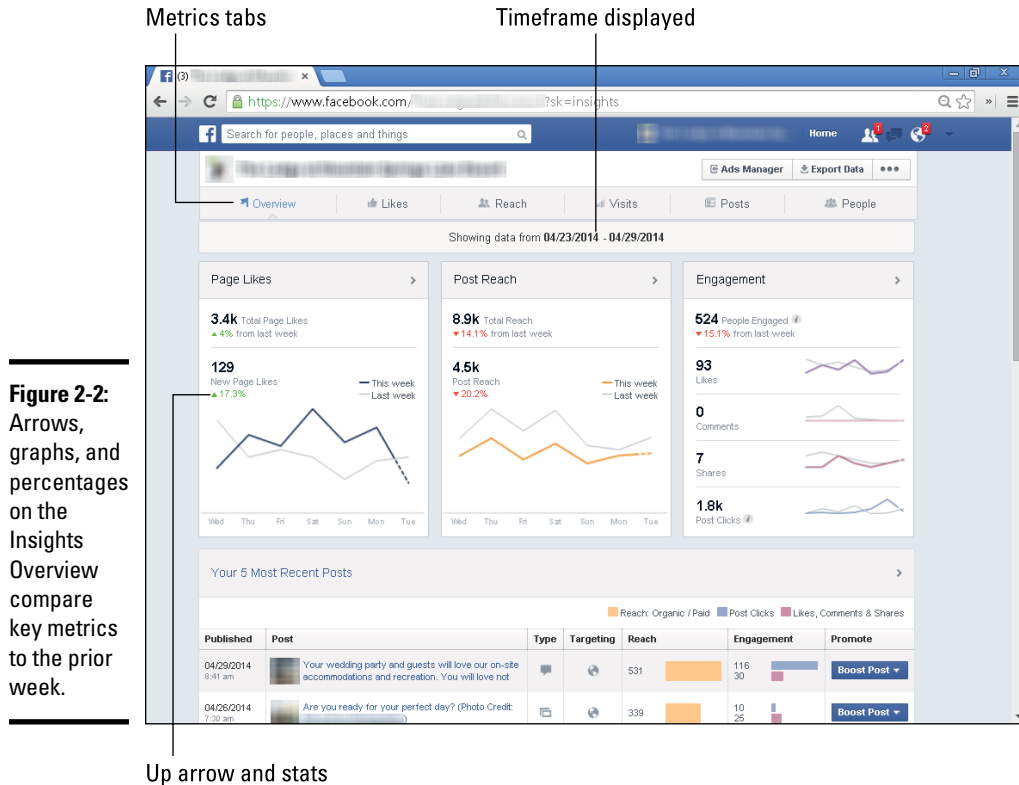 Metrics tabs
Timeframe displayed
(3)
https://www.facebook.com/ ?sk=insights
Search for people, places and things
Home
1
2
Ads Manager
Export Data
Overview
Likes
Reach
Visits
Posts
People
Showing data from 04/23/2014 - 04/29/2014
Page Likes
3.4k Total Page Likes
▲ 4% from last week
129
New Page Likes
▲ 17.3%
This week
Last week
Wed Thu Fri Sat Sun Mon Tue
Post Reach
8.9k Total Reach
▼ 14.1% from last week
4.5k
Post Reach
▼ 20.2%
This week
Last week
Wed Thu Fri Sat Sun Mon Tue
Engagement
524 People Engaged
▼ 15.1% from last week
93
Likes
0
Comments
7
Shares
1.8k
Post Clicks
Your 5 Most Recent Posts
Reach: Organic / Paid Post Clicks Likes, Comments & Shares
Published Post Type Targeting Reach Engagement Promote
04/29/2014
8:41 am
Your wedding party and guests will love our on-site
accommodations and recreation. You will love not
531
116
30
Boost Post
04/26/2014
7:30 am
Are you ready for your perfect day? (Photo Credit:
)
339
10
25
Boost Post
Figure 2-2:
Arrows,
graphs, and
percentages
on the
Insights
Overview
compare
key metrics
to the prior
week.
Up arrow and stats